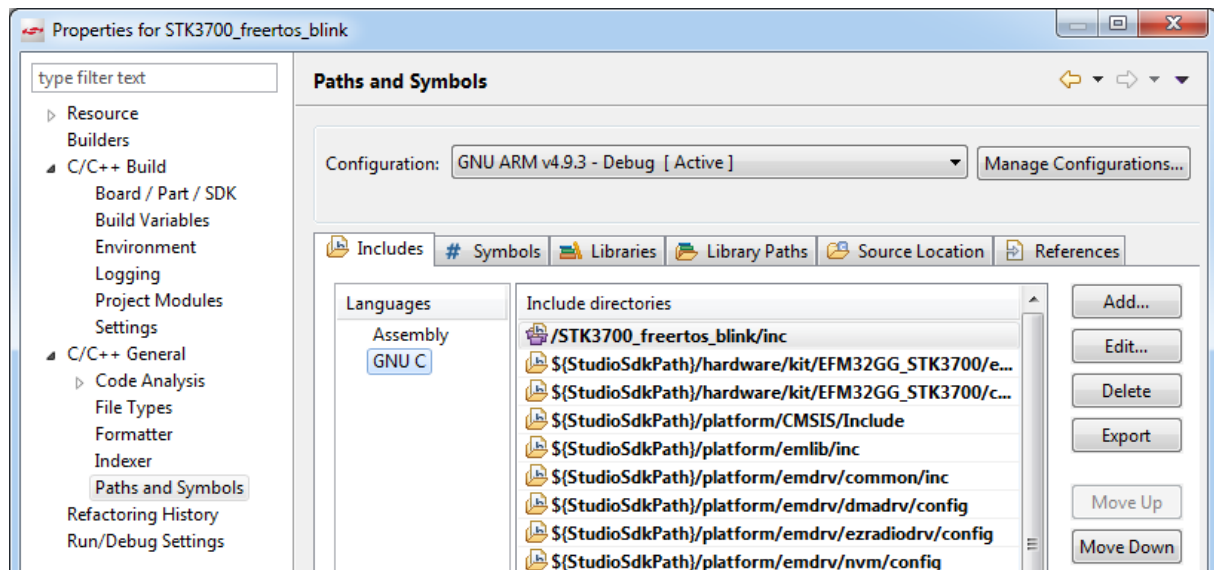 Properties for STK3700_freertos_blink
type filter text
Resource
Builders
C/C++ Build
Board / Part / SDK
Build Variables
Environment
Logging
Project Modules
Settings
C/C++ General
Code Analysis
File Types
Formatter
Indexer
Paths and Symbols
Refactoring History
Run/Debug Settings
Paths and Symbols
Configuration: GNU ARM v4.9.3 - Debug [ Active ] Manage Configurations...
Includes # Symbols Libraries Library Paths Source Location References
Languages
Assembly
GNU C
Include directories
/STK3700_freertos_blink/inc
${StudioSdkPath}/hardware/kit/EFM32GG_STK3700/e...
${StudioSdkPath}/hardware/kit/EFM32GG_STK3700/c...
${StudioSdkPath}/platform/CMSIS/Include
${StudioSdkPath}/platform/emlib/inc
${StudioSdkPath}/platform/emdrv/common/inc
${StudioSdkPath}/platform/emdrv/dmadrv/config
${StudioSdkPath}/platform/emdrv/ezradiodrv/config
${StudioSdkPath}/platform/emdrv/nvm/config
Add...
Edit...
Delete
Export
Move Up
Move Down